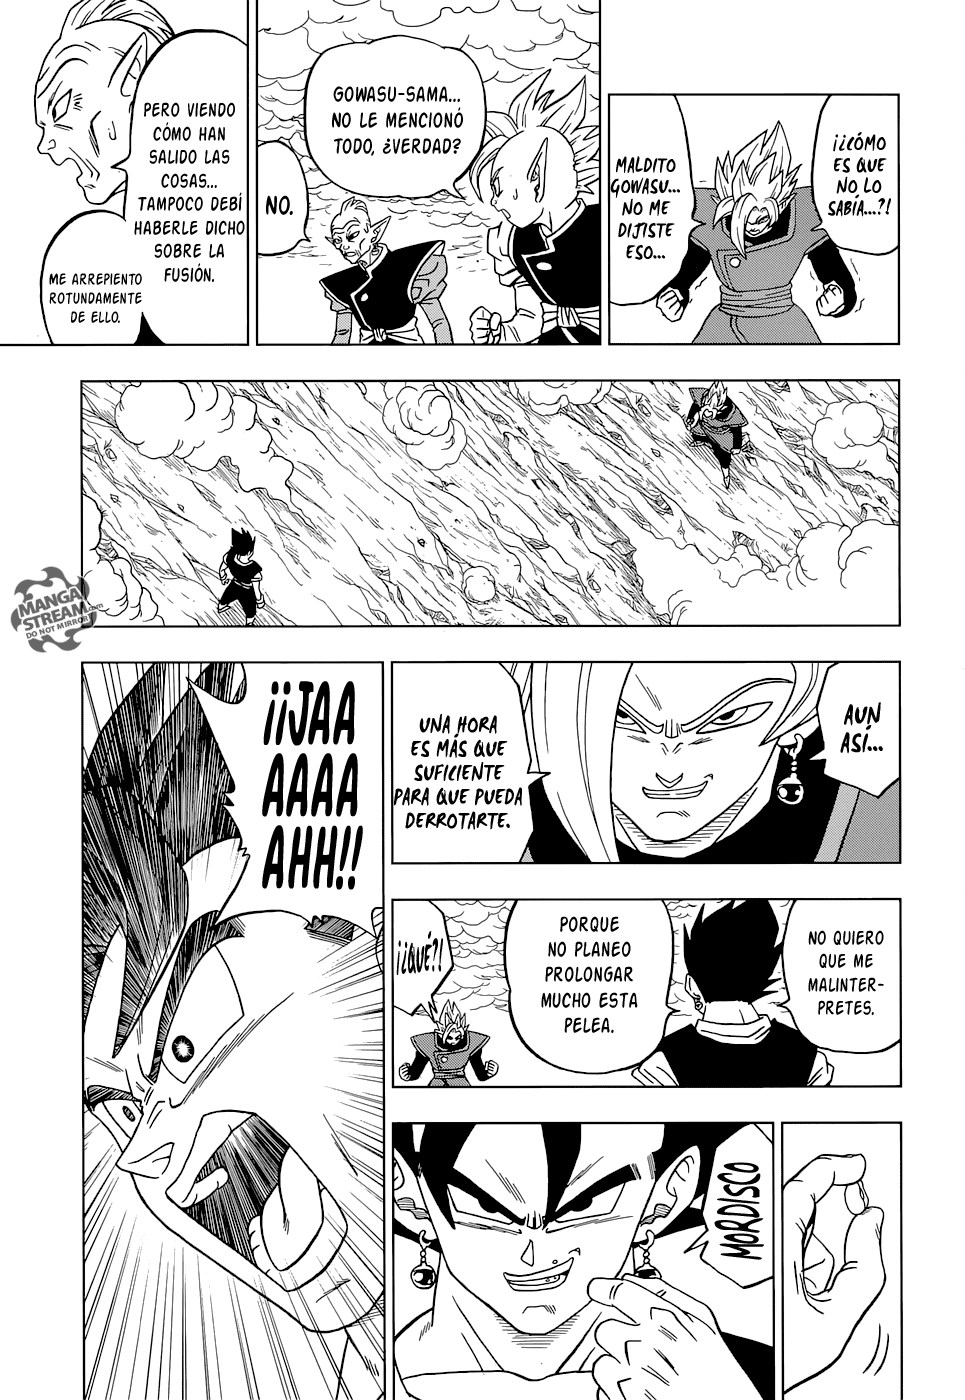 ¡¿CÓMO
ES QUE
NO LO
SABÍA...?!
MALDITO
GOWASU...
NO ME
DIJISTE
ESO...
GOWASU-SAMA...
NO LE MENCIONÓ
TODO, ¿VERDAD?
NO.
PERO VIENDO
CÓMO HAN
SALIDO LAS
COSAS...
TAMPOCO DEBÍ
HABERLE DICHO
SOBRE LA
FUSIÓN.
ME ARREPIENTO
ROTUNDAMENTE
DE ELLO.
MANGA
STREAM.com
DO NOT MIRROR
AUN
ASÍ...
UNA HORA
ES MÁS QUE
SUFICIENTE
PARA QUE PUEDA
DERROTARTE.
NO QUIERO
QUE ME
MALINTER-
PRETES.
PORQUE
NO PLANEO
PROLONGAR
MUCHO ESTA
PELEA.
¡¿QUÉ?!
MORDISCO
¡¡JAA
AAAA
AHH!!